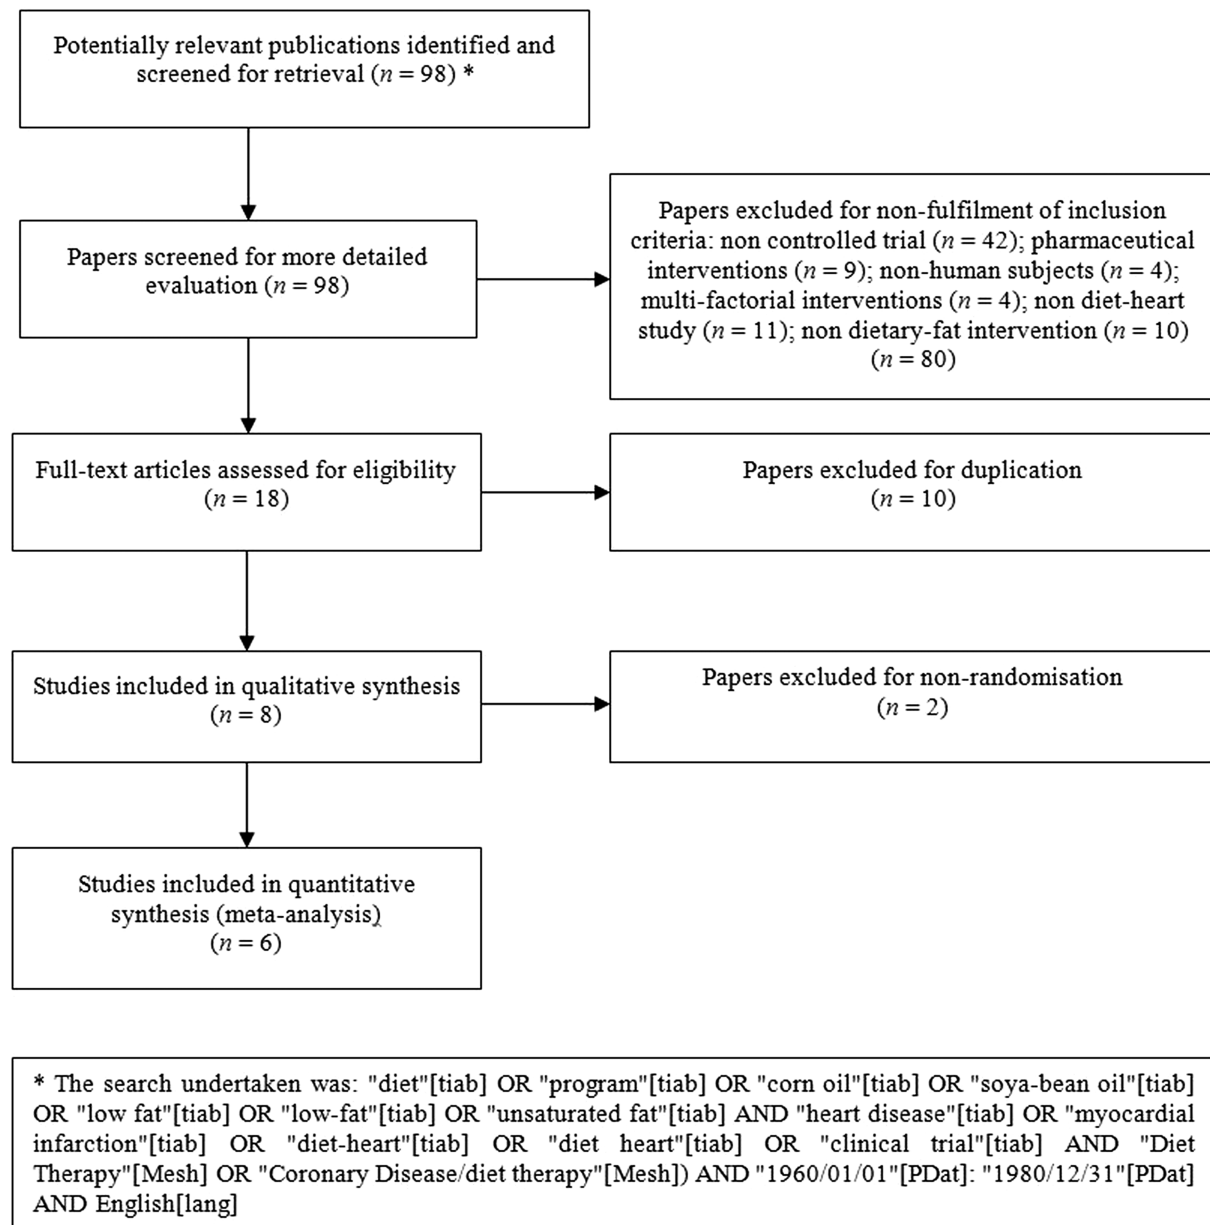 Potentially relevant publications identified and
screened for retrieval (n = 98) *
Papers screened for more detailed
evaluation (n = 98)
Papers excluded for non-fulfilment of inclusion
criteria: non controlled trial (n = 42); pharmaceutical
interventions (n = 9); non-human subjects (n = 4);
multi-factorial interventions (n = 4); non diet-heart
study (n = 11); non dietary-fat intervention (n = 10)
(n = 80)
Full-text articles assessed for eligibility
(n = 18)
Papers excluded for duplication
(n = 10)
Studies included in qualitative synthesis
(n = 8)
Papers excluded for non-randomisation
(n = 2)
Studies included in quantitative
synthesis (meta-analysis)
(n = 6)
* The search undertaken was: "diet"[tiab] OR "program"[tiab] OR "corn oil"[tiab] OR "soya-bean oil"[tiab]
OR "low fat"[tiab] OR "low-fat"[tiab] OR "unsaturated fat"[tiab] AND "heart disease"[tiab] OR "myocardial
infarction"[tiab] OR "diet-heart"[tiab] OR "diet heart"[tiab] OR "clinical trial"[tiab] AND "Diet
Therapy"[Mesh] OR "Coronary Disease/diet therapy"[Mesh]) AND "1960/01/01"[PDat]: "1980/12/31"[PDat]
AND English[lang]